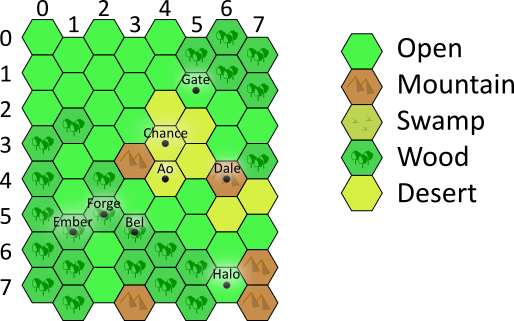 0 2 4 6
1 3 5 7
0
1
2
3
4
5
6
7
Gate
Chance
Ao
Dale
Forge
Ember
Bel
Halo
Open
Mountain
Swamp
Wood
Desert